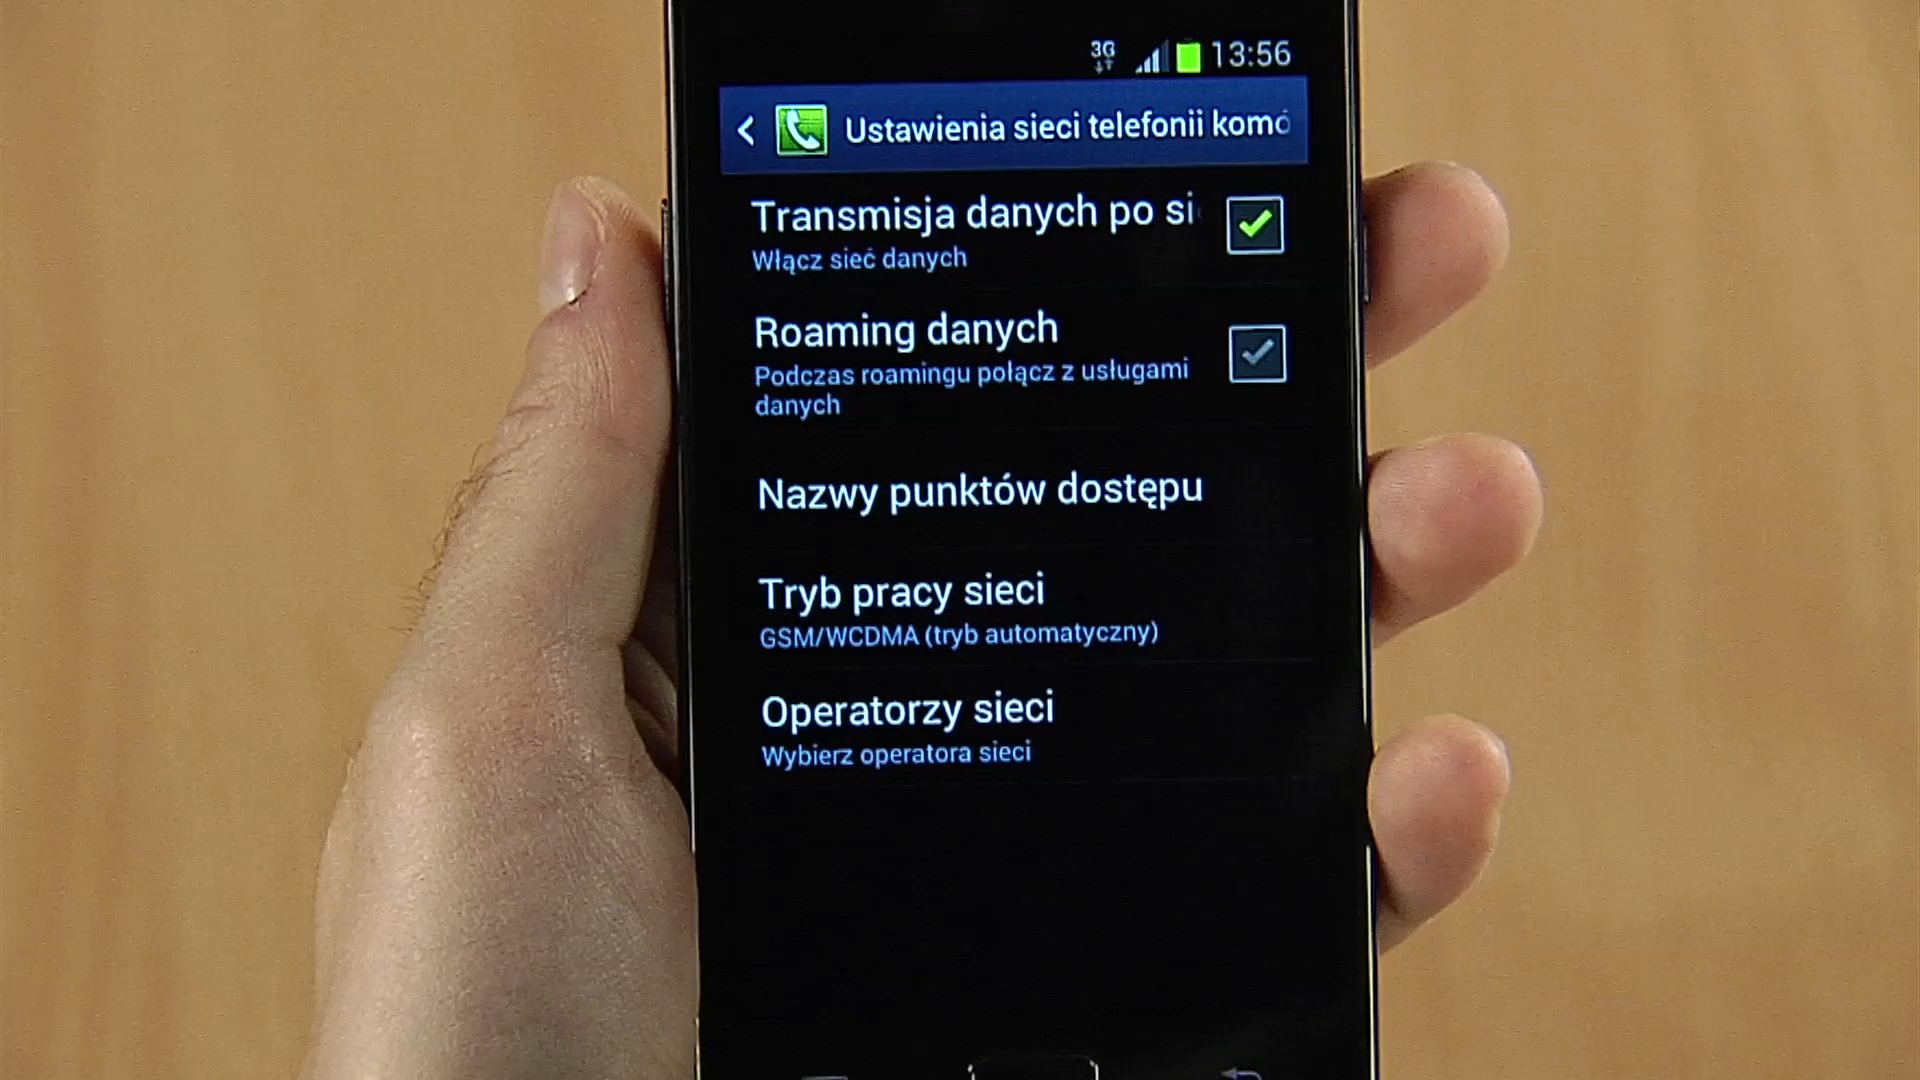 3G 13:56
Ustawienia sieci telefonii komó
Transmisja danych po si
Włącz sieć danych
Roaming danych
Podczas roamingu połącz z usługami
danych
Nazwy punktów dostępu
Tryb pracy sieci
GSM/WCDMA (tryb automatyczny)
Operatorzy sieci
Wybierz operatora sieci